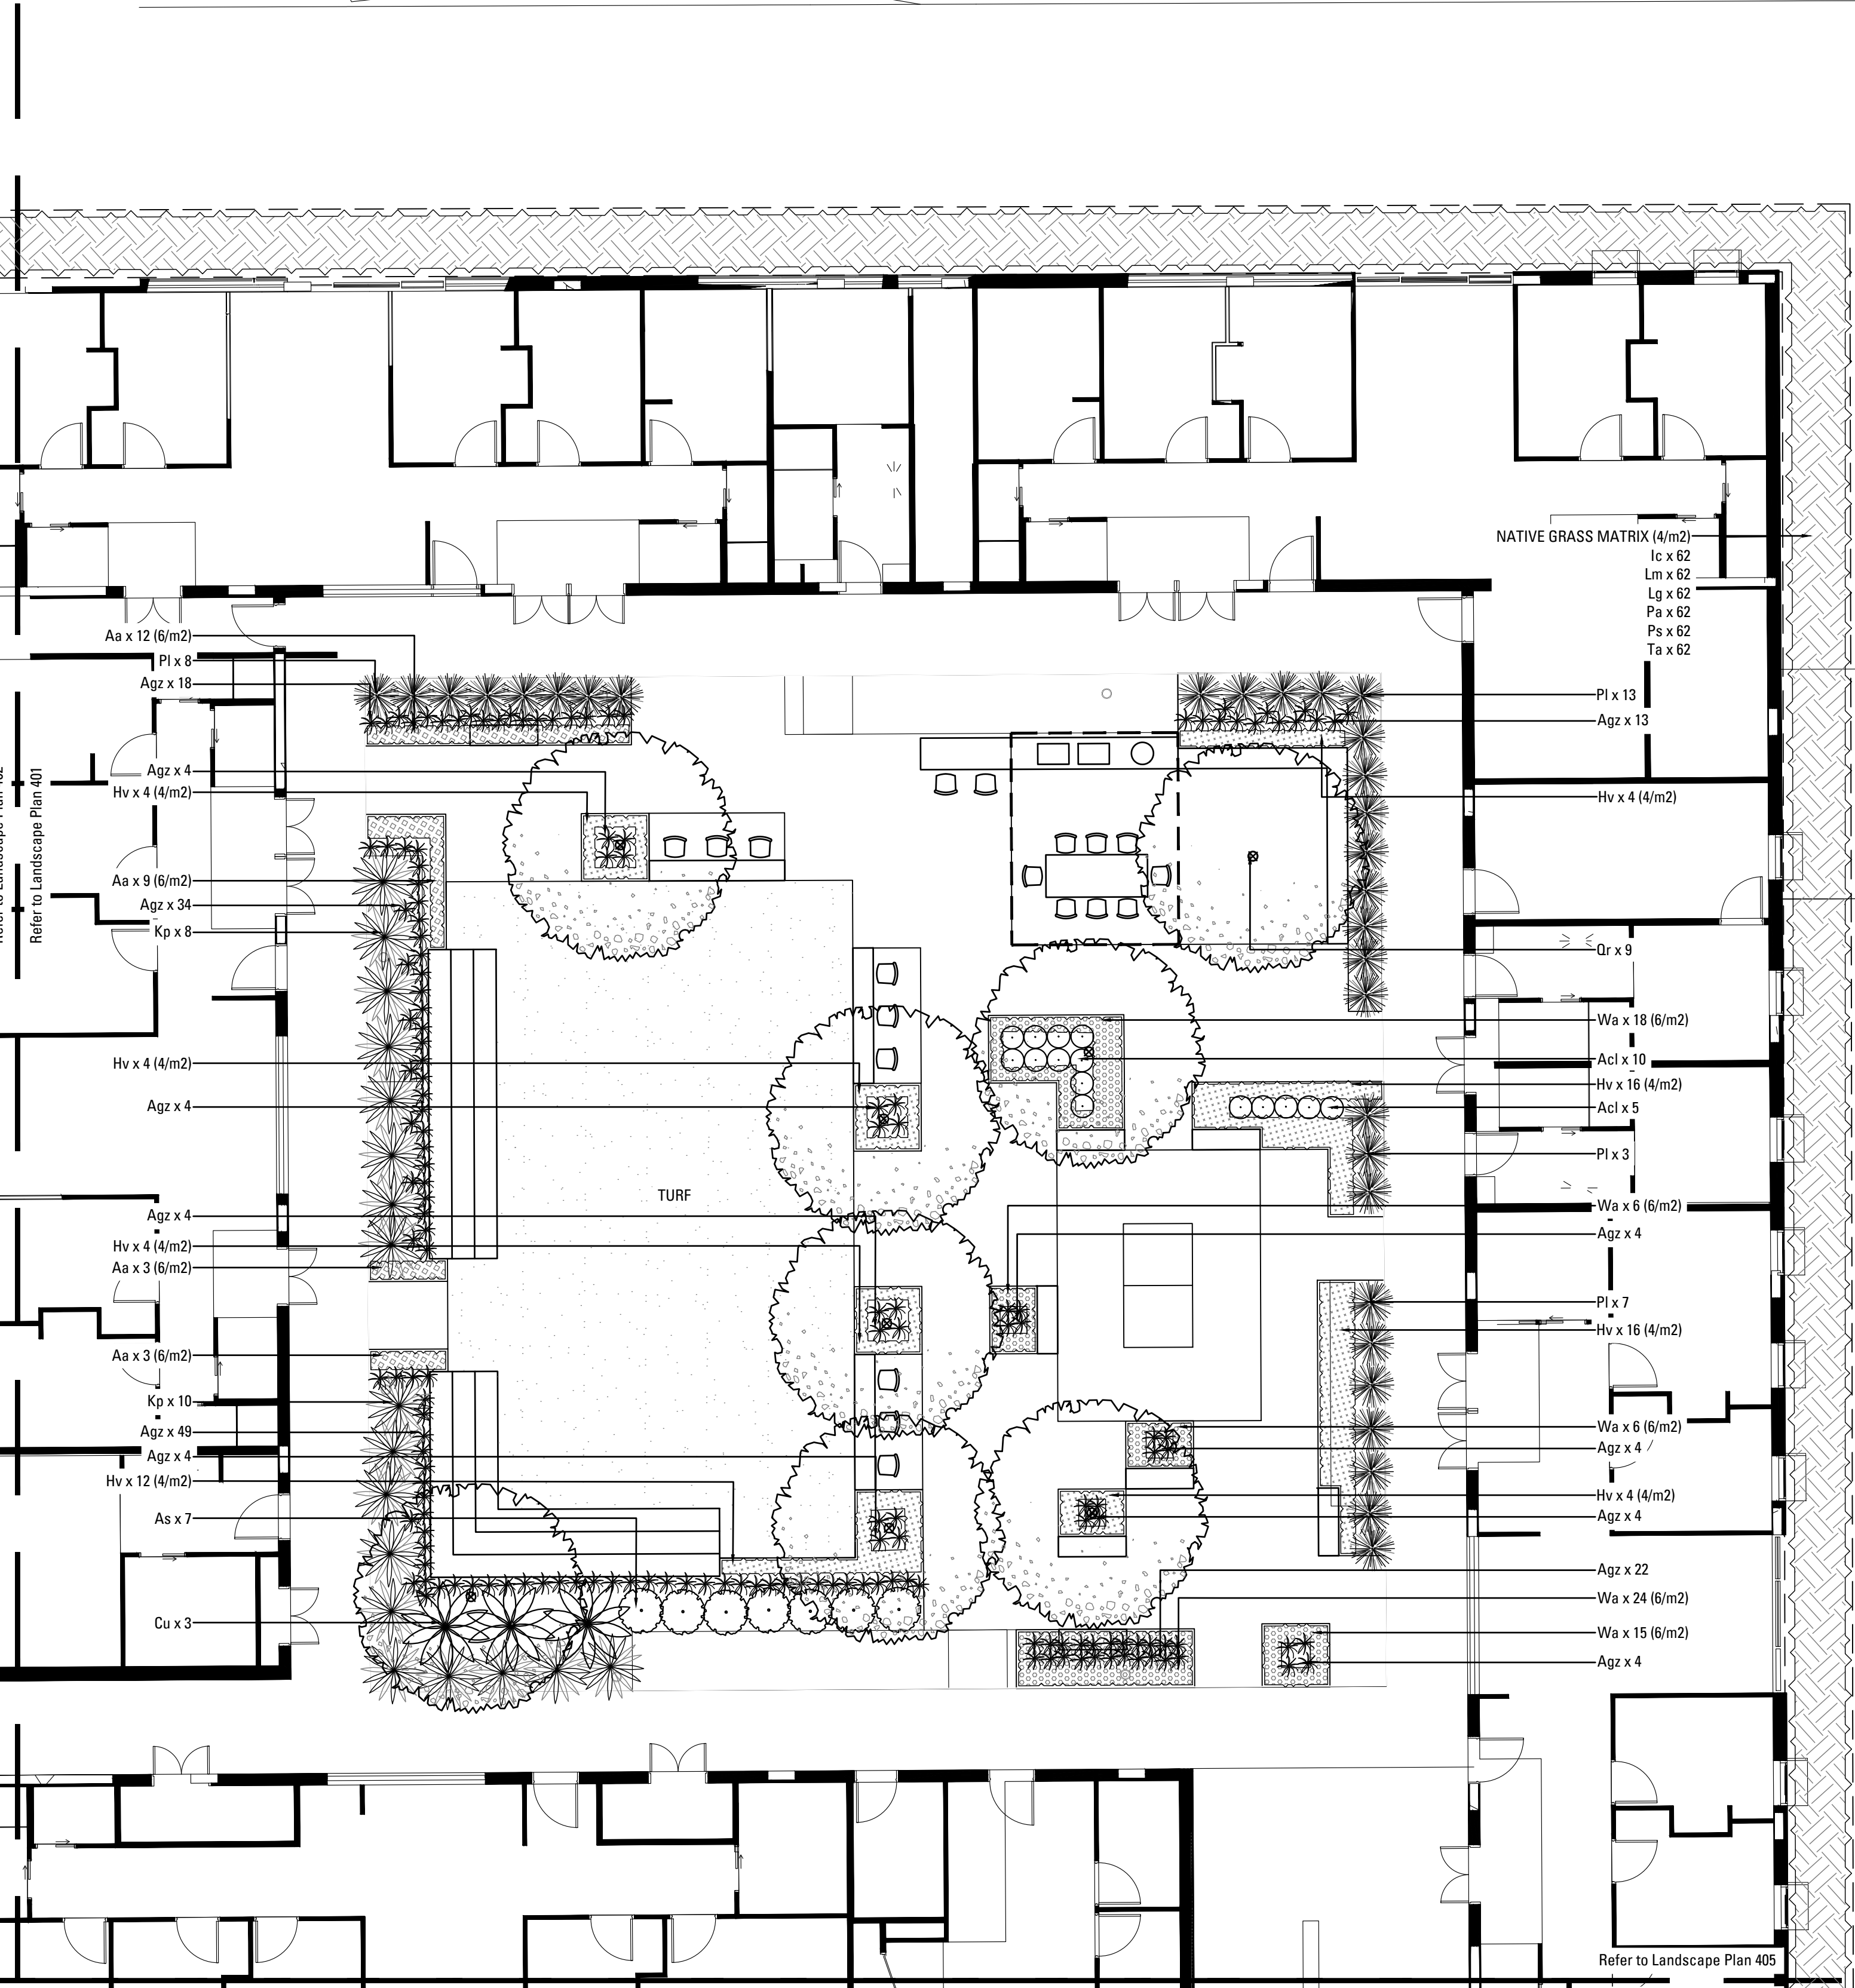 NATIVE GRASS MATRIX (4/m2)
Ic x 62
Lm x 62
Lg x 62
Pa x 62
Ps x 62
Ta x 62
Aa x 12 (6/m2)
Pl x 8
Agz x 18
Agz x 4
Hv x 4 (4/m2)
Aa x 9 (6/m2)
Agz x 34
Kp x 8
Hv x 4 (4/m2)
Agz x 4
Agz x 4
Hv x 4 (4/m2)
Aa x 3 (6/m2)
Aa x 3 (6/m2)
Kp x 10
Agz x 49
Agz x 4
Hv x 12 (4/m2)
As x 7
Cu x 3
Refer to Landscape Plan 401
TURF
Pl x 13
Agz x 13
Hv x 4 (4/m2)
Qr x 9
Wa x 18 (6/m2)
Acl x 10
Hv x 16 (4/m2)
Acl x 5
Pl x 3
Wa x 6 (6/m2)
Agz x 4
Pl x 7
Hv x 16 (4/m2)
Wa x 6 (6/m2)
Agz x 4
Hv x 4 (4/m2)
Agz x 4
Agz x 22
Wa x 24 (6/m2)
Wa x 15 (6/m2)
Agz x 4
Refer to Landscape Plan 405